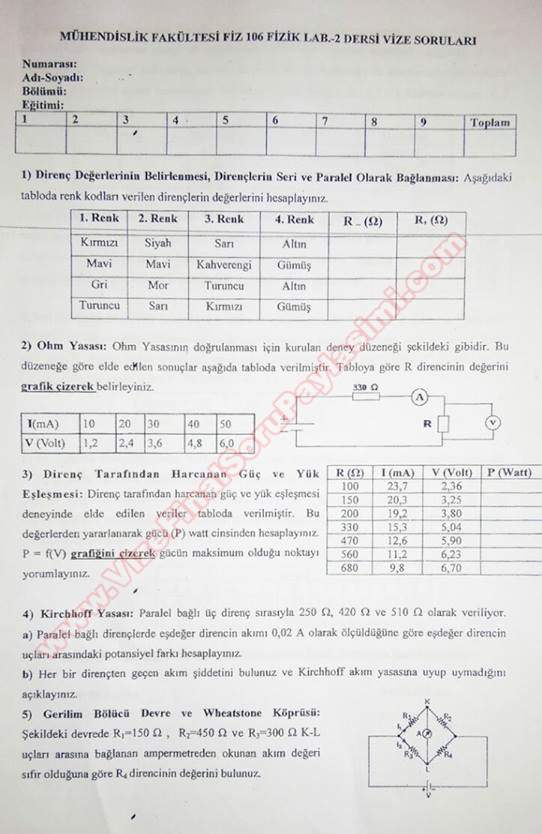 MÜHENDİSLİK FAKÜLTESİ FİZ 106 FİZİK LAB.-2 DERSİ VİZE SORULARI
Numarası:
Adı-Soyadı:
Bölümü:
Eğitimi:
1 2 3 4 5 6 7 8 9 Toplam
1) Direnç Değerlerinin Belirlenmesi, Dirençlerin Seri ve Paralel Olarak Bağlanması: Aşağıdaki
tabloda renk kodları verilen dirençlerin değerlerini hesaplayınız.
1. Renk 2. Renk 3. Renk 4. Renk R – (Ω) R+ (Ω)
Kırmızı Siyah Sarı Altın
Mavi Mavi Kahverengi Gümüş
Gri Mor Turuncu Altın
Turuncu Sarı Kırmızı Gümüş
2) Ohm Yasası: Ohm Yasasının doğrulanması için kurulan deney düzeneği şekildeki gibidir. Bu
düzeneğe göre elde edilen sonuçlar aşağıda tabloda verilmiştir. Tabloya göre R direncinin değerini
grafik çizerek belirleyiniz.
330 Ω
A
R
V
I(mA) 10 20 30 40 50
V (Volt) 1,2 2,4 3,6 4,8 6,0
3) Direnç Tarafından Harcanan Güç ve Yük
Eşleşmesi: Direnç tarafından harcanan güç ve yük eşleşmesi
deneyinde elde edilen veriler tabloda verilmiştir. Bu
değerlerden yararlanarak gücü (P) watt cinsinden hesaplayınız.
P = f(V) grafiğini çizerek gücün maksimum olduğu noktayı
yorumlayınız.
R (Ω) I (mA) V (Volt) P (Watt)
100 23,7 2,36
150 20,3 3,25
200 19,2 3,80
330 15,3 5,04
470 12,6 5,90
560 11,2 6,23
680 9,8 6,70
4) Kirchhoff Yasası: Paralel bağlı üç direnç sırasıyla 250 Ω, 420 Ω ve 510 Ω olarak veriliyor.
a) Paralel bağlı dirençlerde eşdeğer direncin akımı 0,02 A olarak ölçüldüğüne göre eşdeğer direncin
uçları arasındaki potansiyel farkı hesaplayınız.
b) Her bir dirençten geçen akım şiddetini bulunuz ve Kirchhoff akım yasasına uyup uymadığını
açıklayınız.
5) Gerilim Bölücü Devre ve Wheatstone Köprüsü:
Şekildeki devrede R1=150 Ω , R2=450 Ω ve R3=300 Ω K-L
uçları arasına bağlanan ampermetreden okunan akım değeri
sıfır olduğuna göre R4 direncinin değerini bulunuz.
K
R1 R2
I1
A
I2
R3 R4
L
V
www.VizeFinalSoruPaylasimi.com